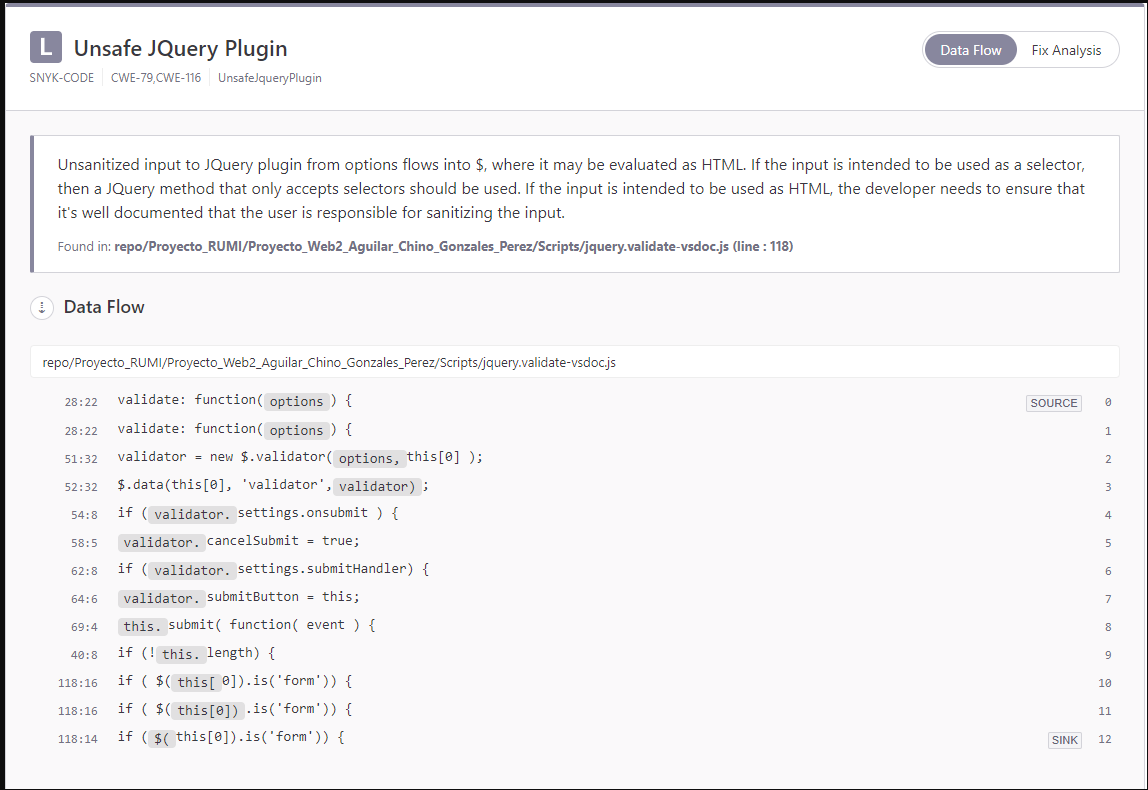 L Unsafe JQuery Plugin
SNYK-CODE CWE-79,CWE-116 UnsafeJqueryPlugin
Data Flow Fix Analysis
Unsanitized input to JQuery plugin from options flows into $, where it may be evaluated as HTML. If the input is intended to be used as a selector,
then a JQuery method that only accepts selectors should be used. If the input is intended to be used as HTML, the developer needs to ensure that
it's well documented that the user is responsible for sanitizing the input.
Found in: repo/Proyecto_RUMI/Proyecto_Web2_Aguilar_Chino_Gonzales_Perez/Scripts/jquery.validate-vsdoc.js (line : 118)
Data Flow
repo/Proyecto_RUMI/Proyecto_Web2_Aguilar_Chino_Gonzales_Perez/Scripts/jquery.validate-vsdoc.js
28:22 validate: function( options ) { SOURCE 0
28:22 validate: function( options ) { 1
51:32 validator = new $.validator( options, this[0] ); 2
52:32 $.data(this[0], 'validator', validator) ; 3
54:8 if ( validator. settings.onsubmit ) { 4
58:5 validator. cancelSubmit = true; 5
62:8 if ( validator. settings.submitHandler) { 6
64:6 validator. submitButton = this; 7
69:4 this. submit( function( event ) { 8
40:8 if (! this. length) { 9
118:16 if ( $( this[ 0]).is('form')) { 10
118:16 if ( $( this[0]) .is('form')) { 11
118:14 if ( $( this[0]).is('form')) { SINK 12